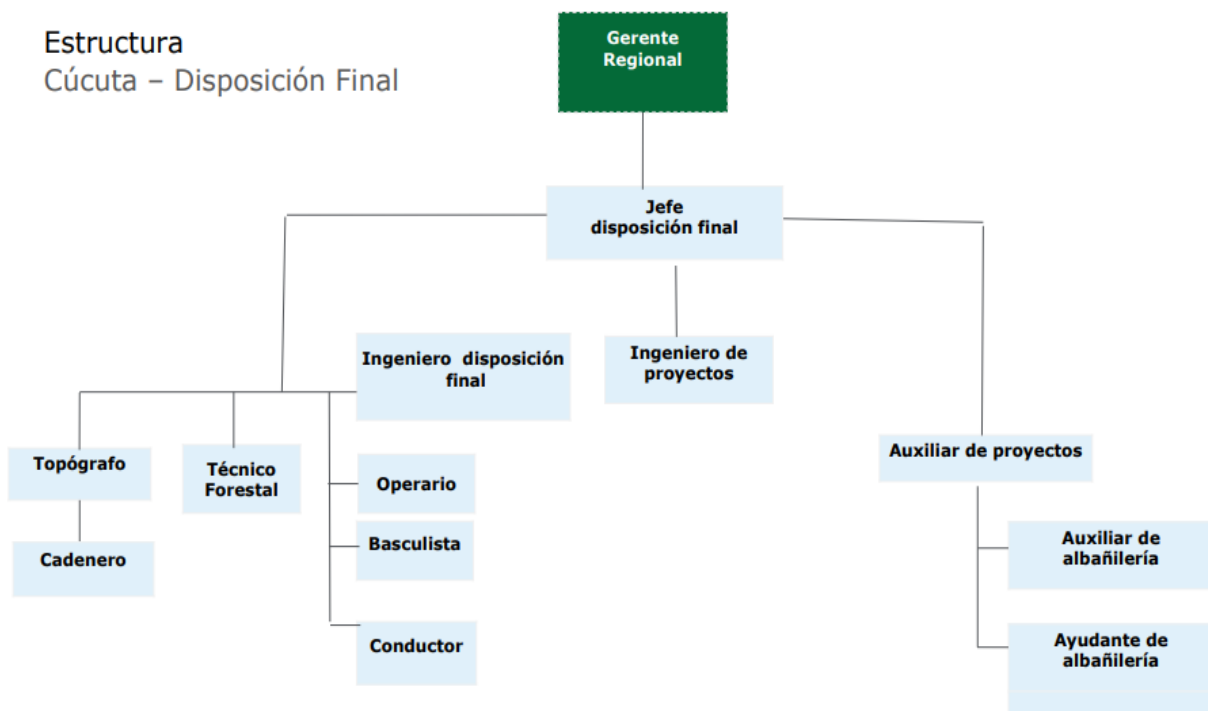 Estructura
Cúcuta – Disposición Final
Gerente
Regional
Jefe
disposición final
Ingeniero disposición
final
Ingeniero de
proyectos
Topógrafo
Técnico
Forestal
Operario
Auxiliar de proyectos
Cadenero
Basculista
Auxiliar de
albañilería
Conductor
Ayudante de
albañilería